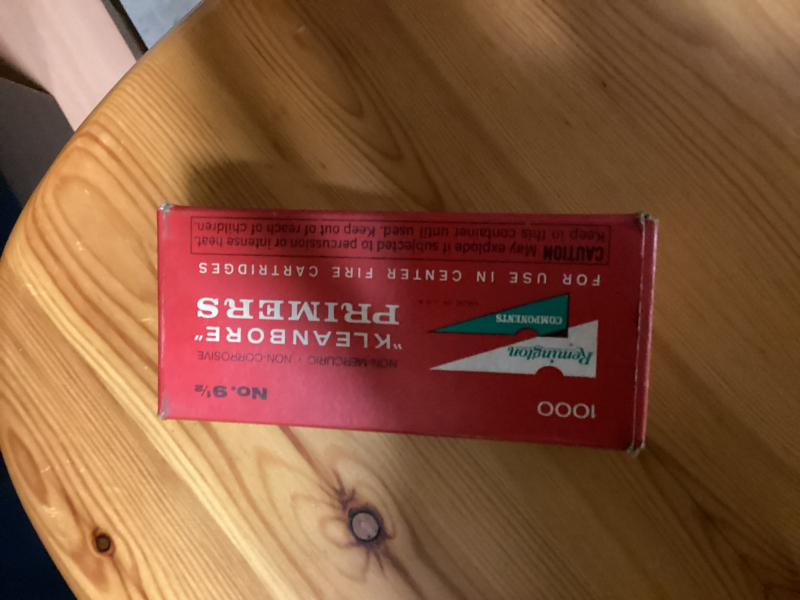 1000
No. 9½
Remington
COMPONENTS
NON-MERCURIC · NON-CORROSIVE
"KLEANBORE"
PRIMERS
FOR USE IN CENTER FIRE CARTRIDGES
CAUTION May explode if subjected to percussion or intense heat.
Keep in this container until used. Keep out of reach of children.